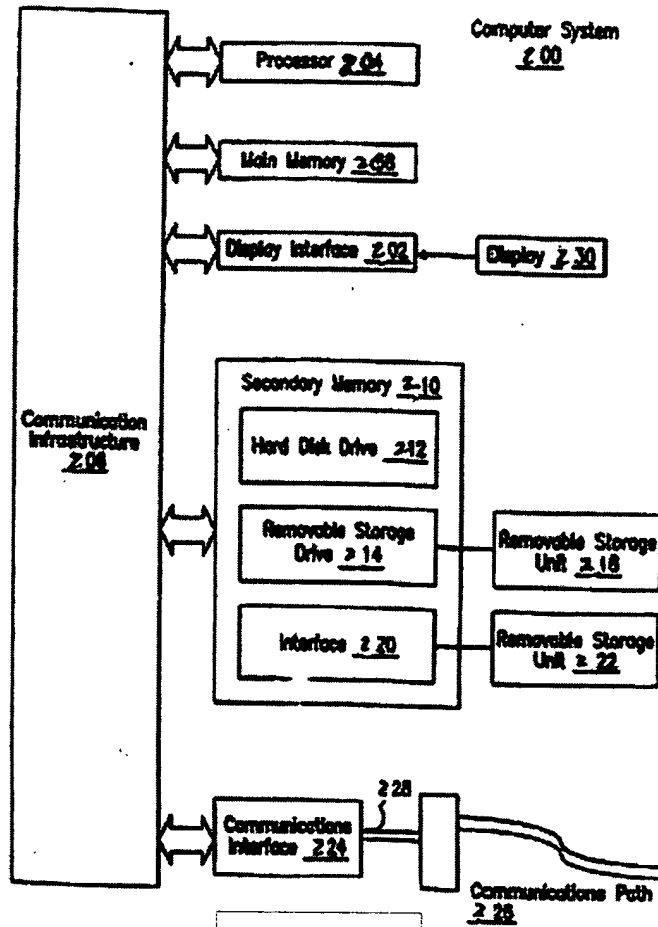 Computer System
200
Processor 204
Main Memory 208
Display Interface 202
Display 230
Communication
Infrastructure
206
Secondary Memory 210
Hard Disk Drive 212
Removable Storage
Drive 214
Removable Storage
Unit 218
Interface 220
Removable Storage
Unit 222
228
Communications
Interface 224
Communications Path
226